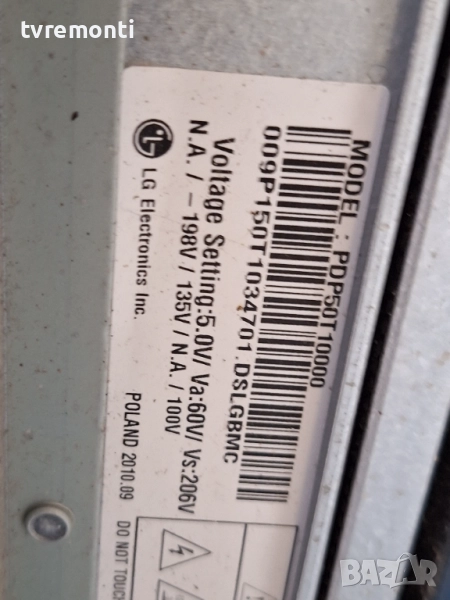 tvremonti
MODEL : PDP50T10000
009P150T1034701.DSLGBMC
Voltage Setting:5.0V/ Va:60V/ Vs:206V
N.A. / -198V / 135V / N.A. / 100V
LG Electronics Inc.
POLAND 2010.09
DO NOT TOUCH
BAZAR